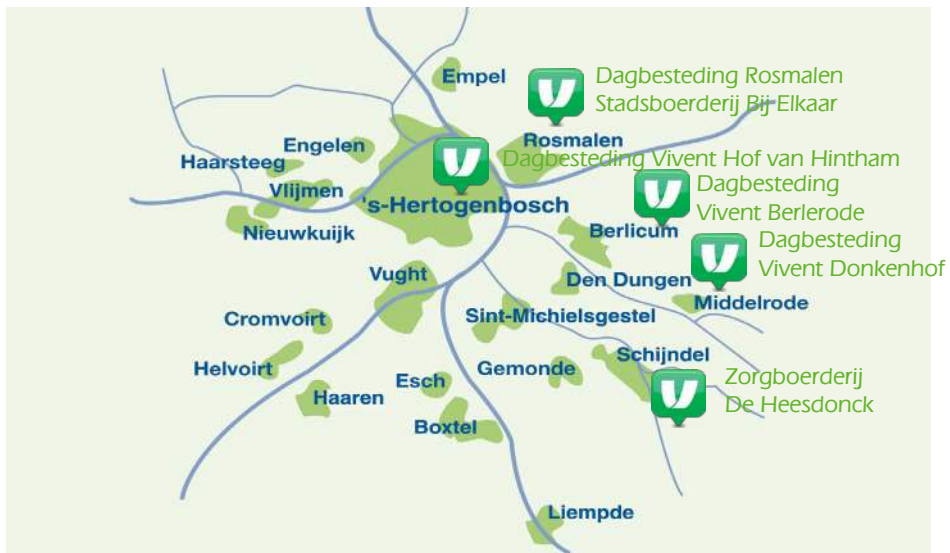 Empel
Dagbesteding Rosmalen
Stadsboerderij Bij Elkaar
Rosmalen
Engelen
Haarsteeg
Dagbesteding Vivent Hof van Hintham
Vlijmen
's-Hertogenbosch
Dagbesteding
Vivent Berlerode
Nieuwkuijk
Berlicum
Dagbesteding
Vivent Donkenhof
Vught
Den Dungen
Middelrode
Cromvoirt
Sint-Michielsgestel
Helvoirt
Gemonde
Schijndel
Esch
Haaren
Zorgboerderij
De Heesdonck
Boxtel
Liempde